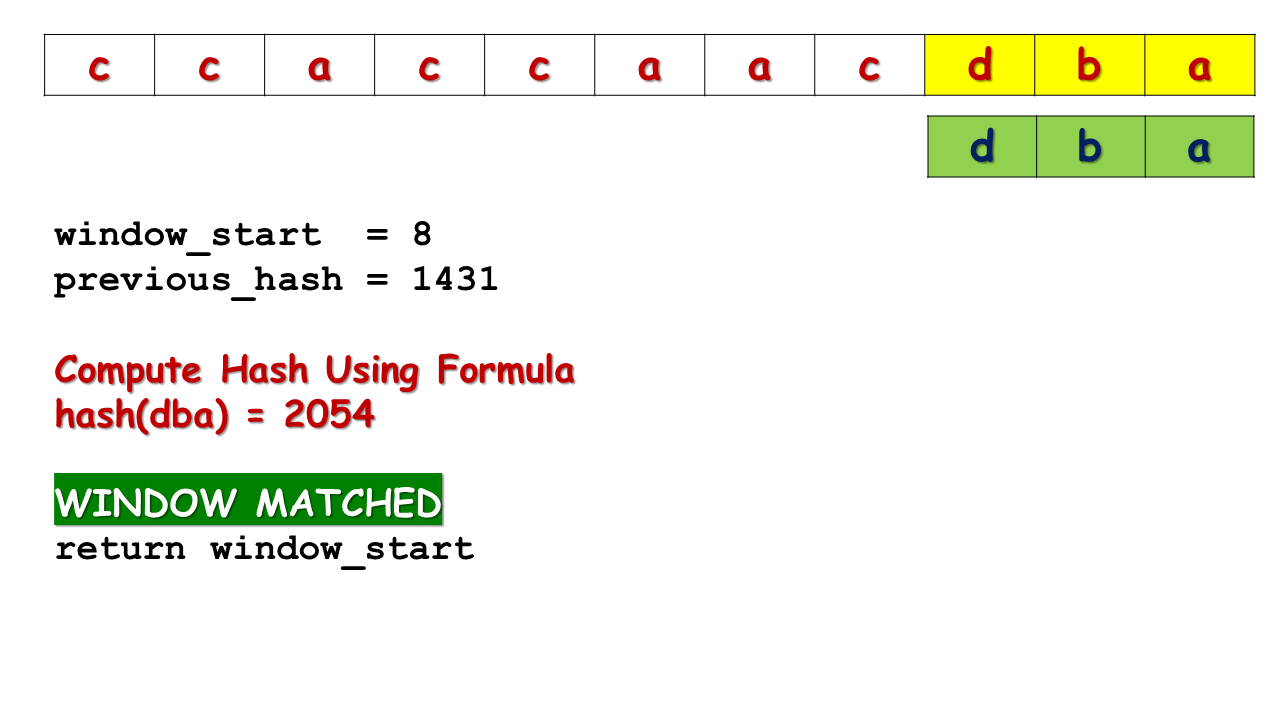 c c a c c a a c d b a
d b a
window_start = 8
previous_hash = 1431
Compute Hash Using Formula
hash(dba) = 2054
WINDOW MATCHED
return window_start